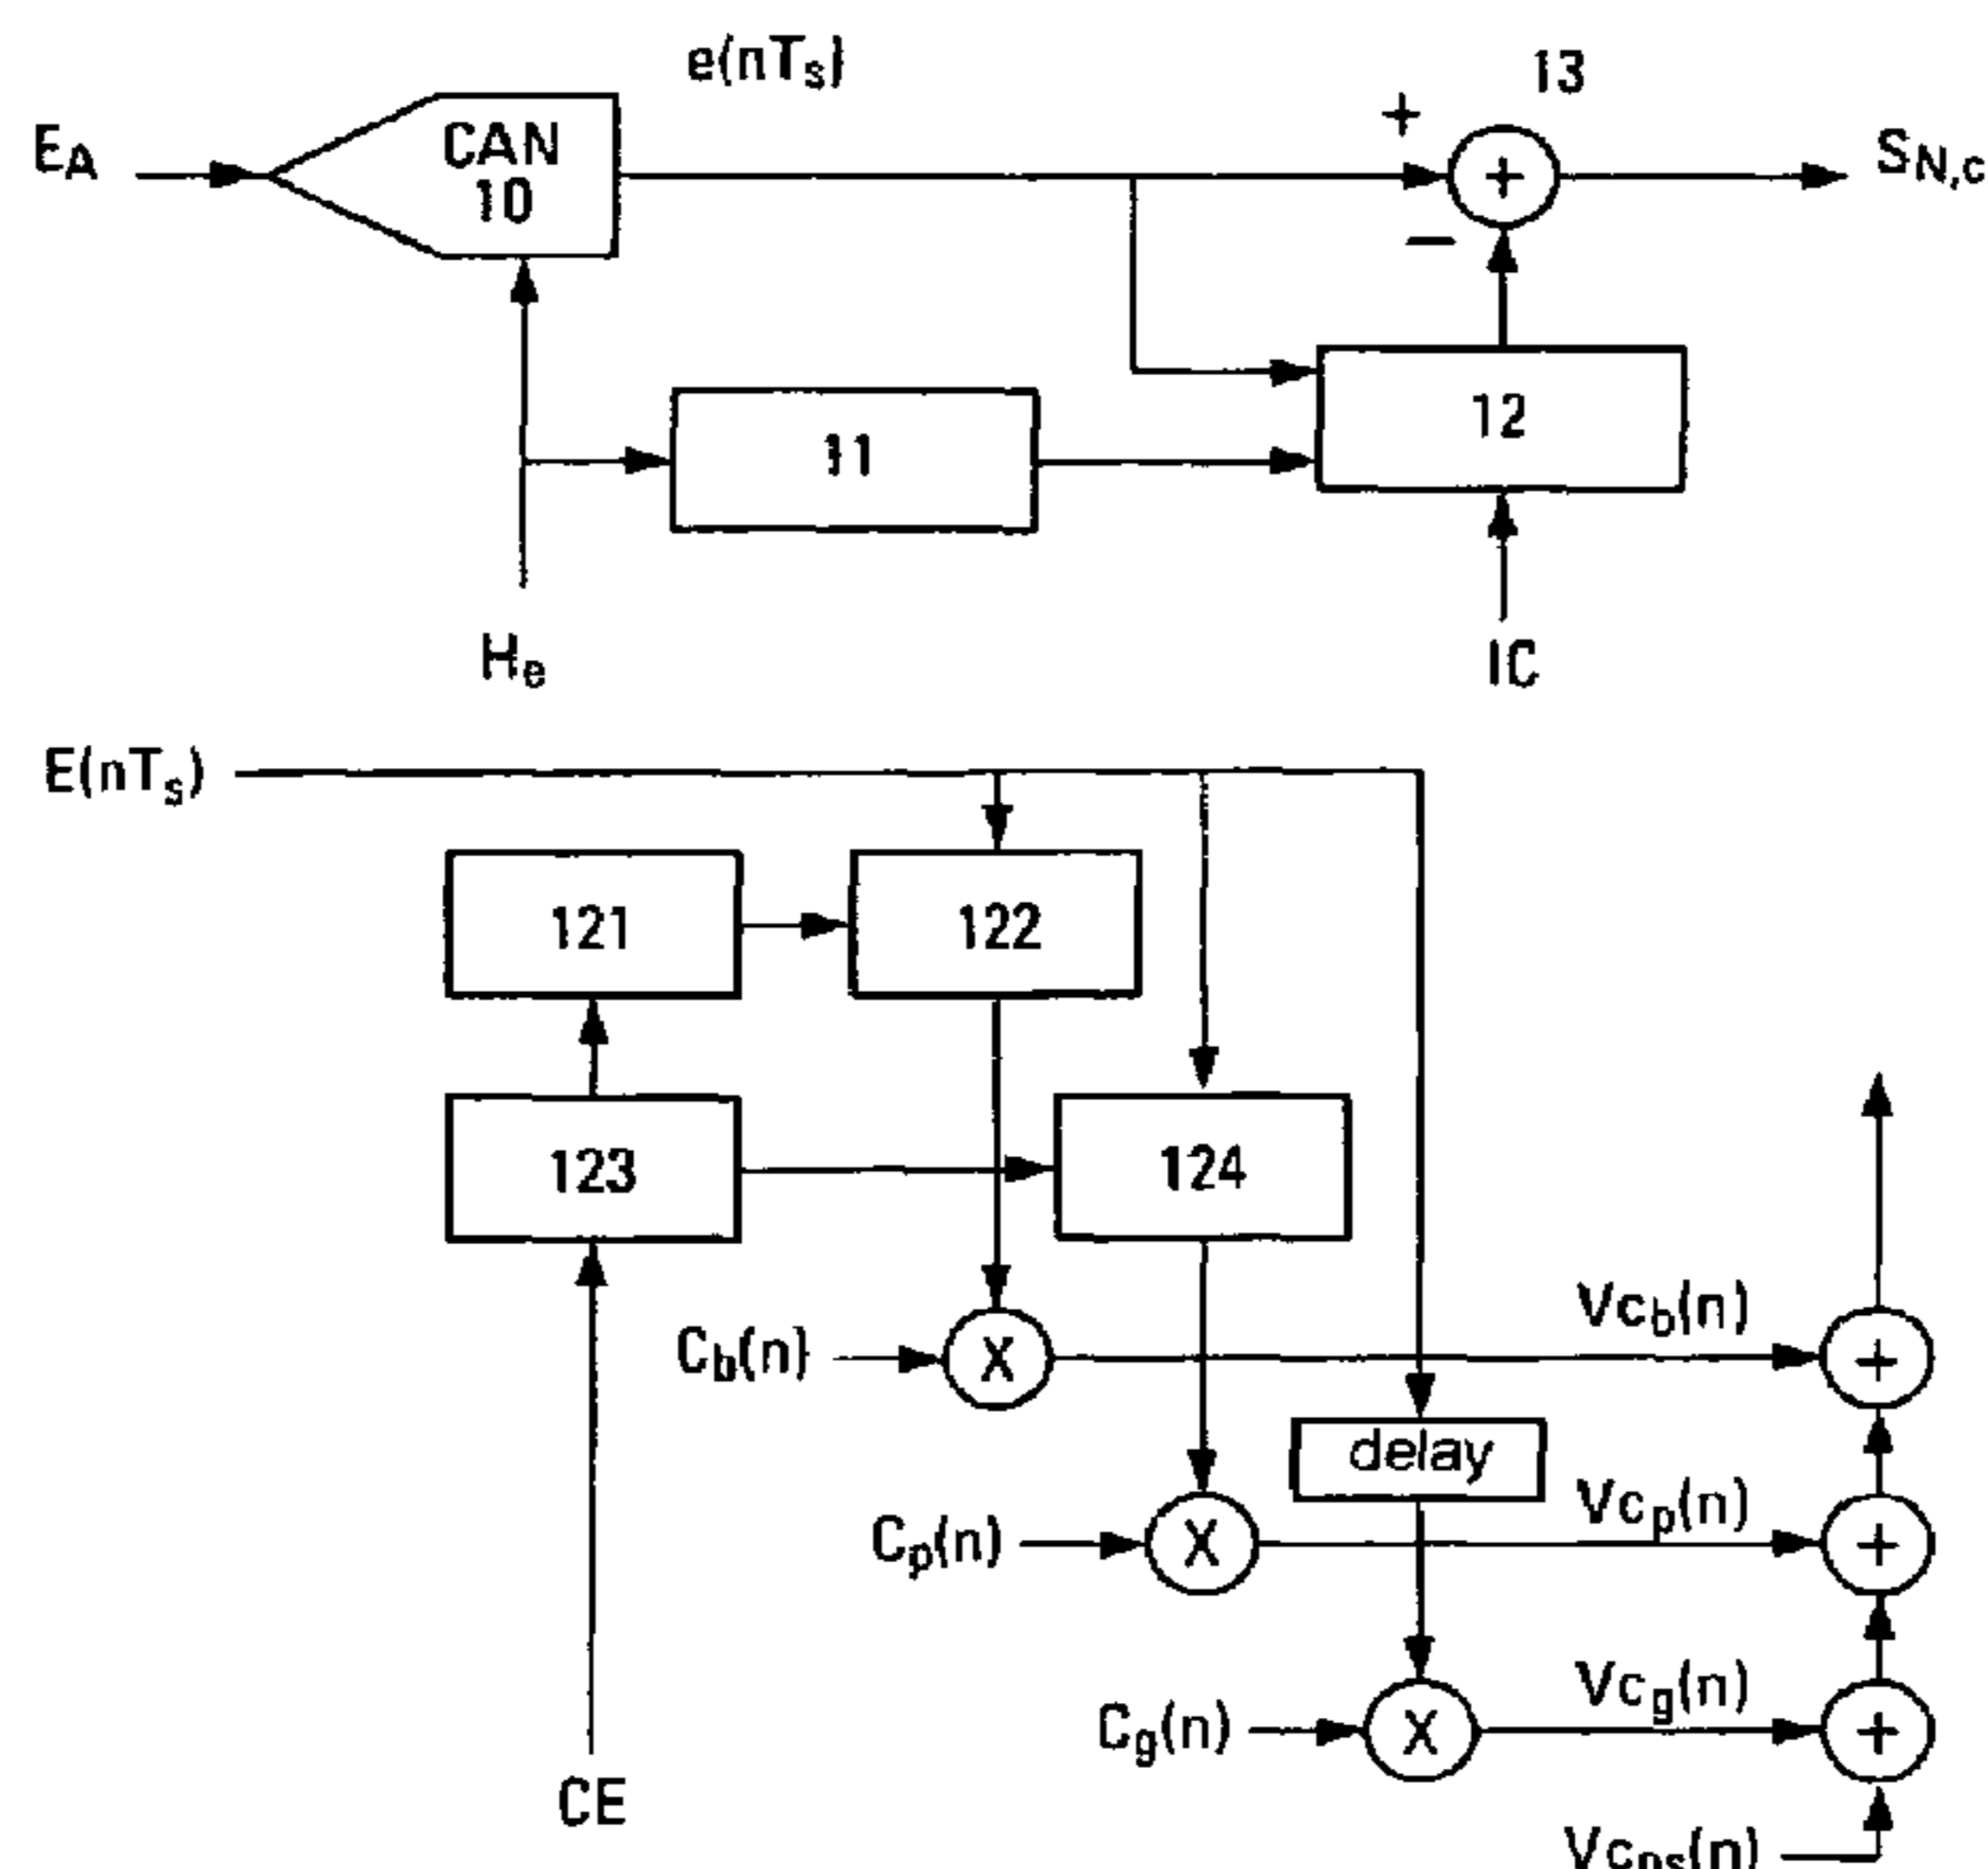 e(nTs)
13
+
EA
CAN
10
+
SN,c
−
12
11
He
IC
E(nTs)
121
122
123
124
Vcb(n)
Cb(n)
X
+
delay
Vcp(n)
Cp(n)
X
+
Vcg(n)
Cg(n)
X
+
CE
Vcos(n)